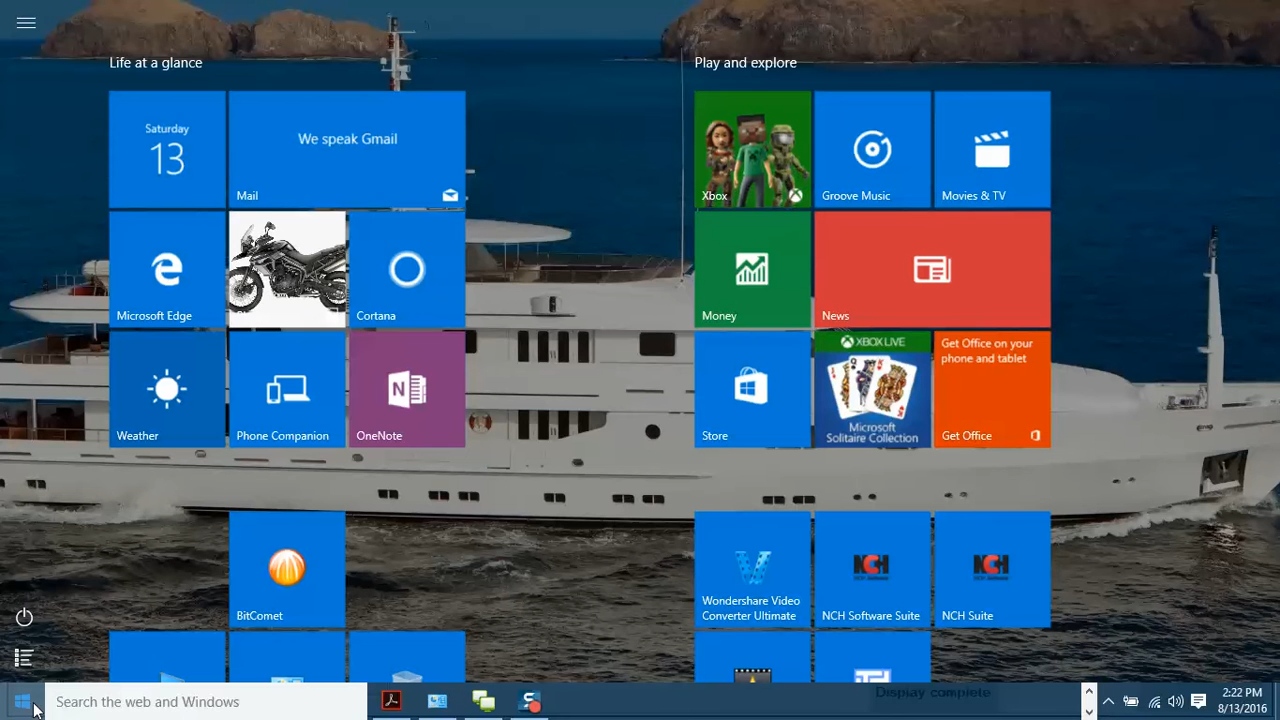 Life at a glance
Play and explore
Saturday
13
We speak Gmail
Mail
Xbox
Groove Music
Movies & TV
Microsoft Edge
Cortana
Money
News
Weather
Phone Companion
N
OneNote
Store
XBOX LIVE
Microsoft
Solitaire Collection
Get Office on your
phone and tablet
Get Office
BitComet
Wondershare Video
Converter Ultimate
NCH
NCH Software Suite
NCH
NCH Suite
Search the web and Windows
Display complete
2:22 PM
8/13/2016